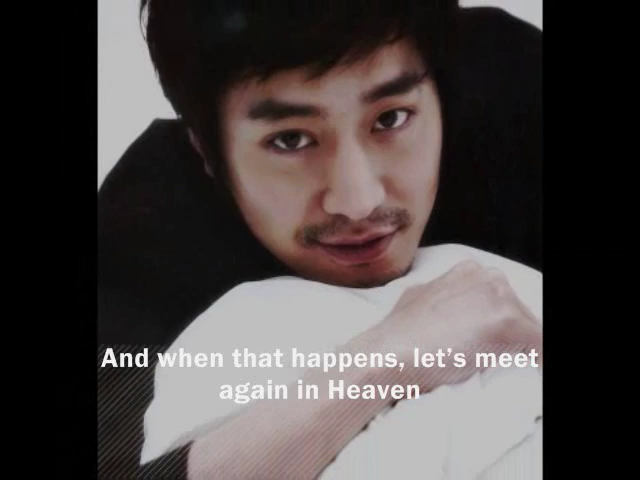 And when that happens, let’s meet
again in Heaven